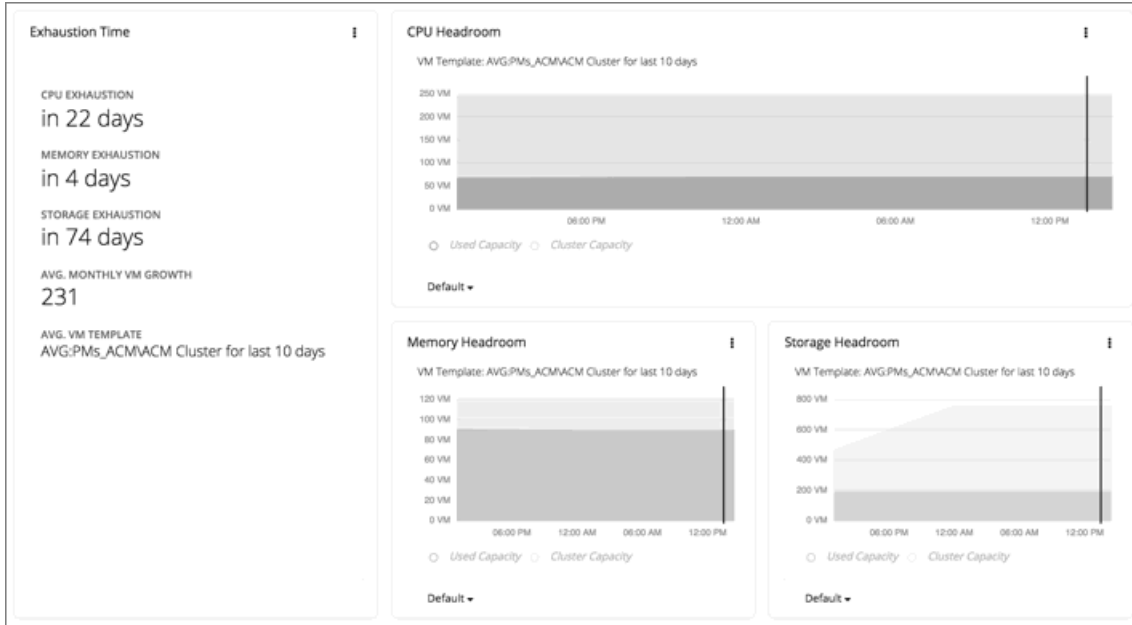 Exhaustion Time
CPU EXHAUSTION
in 22 days
MEMORY EXHAUSTION
in 4 days
STORAGE EXHAUSTION
in 74 days
AVG. MONTHLY VM GROWTH
231
AVG. VM TEMPLATE
AVG:PMs_ACM\ACM Cluster for last 10 days
CPU Headroom
VM Template: AVG:PMs_ACM\ACM Cluster for last 10 days
250 VM
200 VM
150 VM
100 VM
50 VM
0 VM
06:00 PM 12:00 AM 06:00 AM 12:00 PM
Used Capacity Cluster Capacity
Default
Memory Headroom
VM Template: AVG:PMs_ACM\ACM Cluster for last 10 days
120 VM
100 VM
80 VM
60 VM
40 VM
20 VM
0 VM
06:00 PM 12:00 AM 06:00 AM 12:00 PM
Used Capacity Cluster Capacity
Default
Storage Headroom
VM Template: AVG:PMs_ACM\ACM Cluster for last 10 days
800 VM
600 VM
400 VM
200 VM
0 VM
06:00 PM 12:00 AM 06:00 AM 12:00 PM
Used Capacity Cluster Capacity
Default